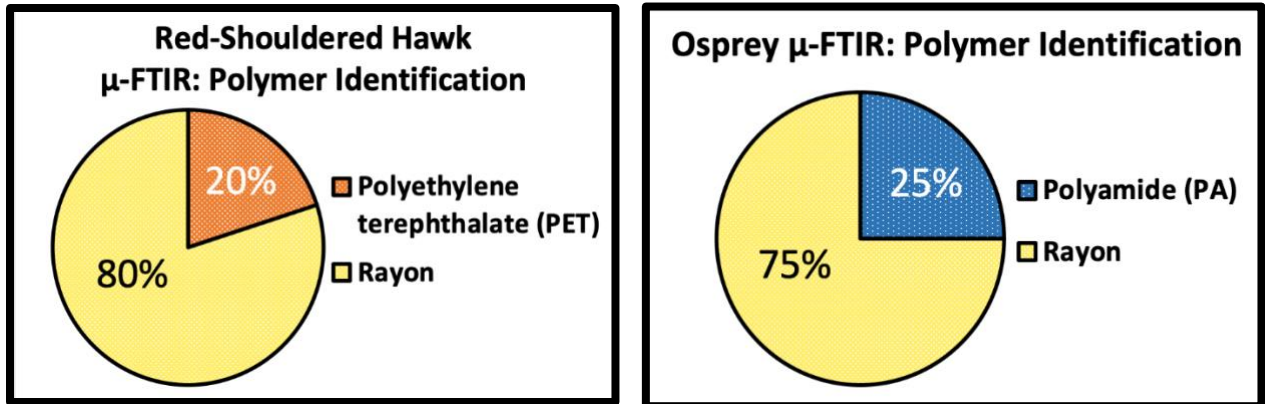 Red-Shouldered Hawk
μ-FTIR: Polymer Identification
20%
80%
Polyethylene
terephthalate (PET)
Rayon
Osprey μ-FTIR: Polymer Identification
25%
75%
Polyamide (PA)
Rayon